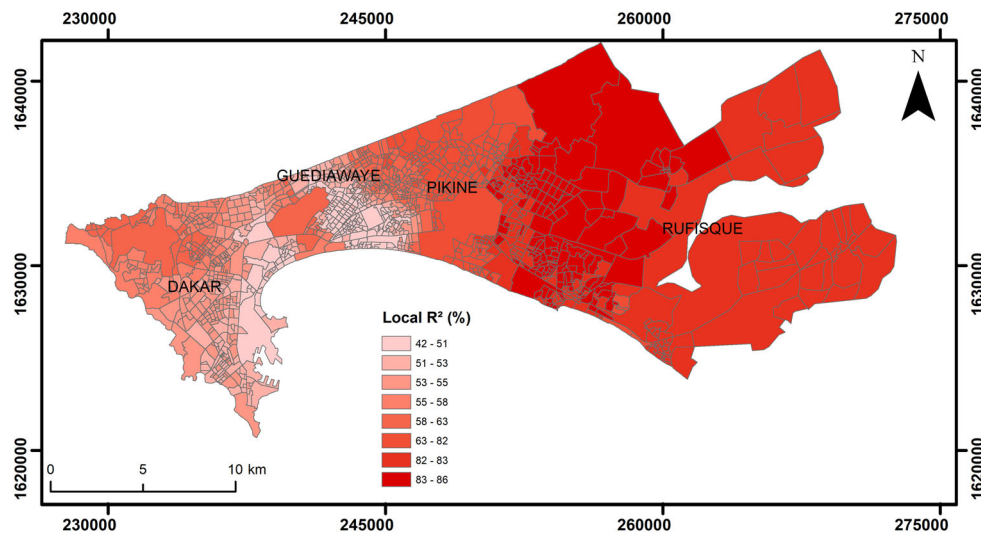 230000 245000 260000 275000
N
1640000 1640000
GUEDIAWAYE
PIKINE
RUFISQUE
1630000 1630000
DAKAR
Local R² (%)
42 - 51
51 - 53
53 - 55
55 - 58
58 - 63
63 - 82
82 - 83
83 - 86
0 5 10 km
1620000 1620000
230000 245000 260000 275000